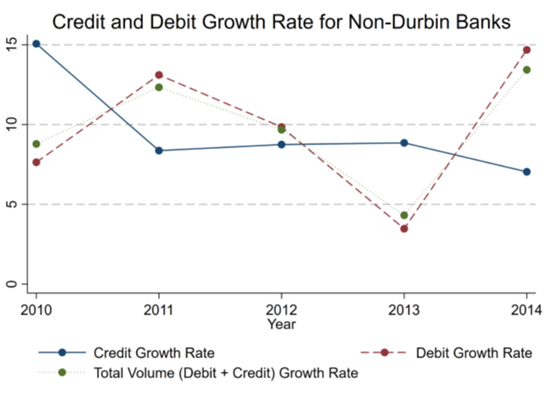 Credit and Debit Growth Rate for Non-Durbin Banks
15
10
5
0
2010 2011 2012 2013 2014
Year
Credit Growth Rate Debit Growth Rate
Total Volume (Debit + Credit) Growth Rate